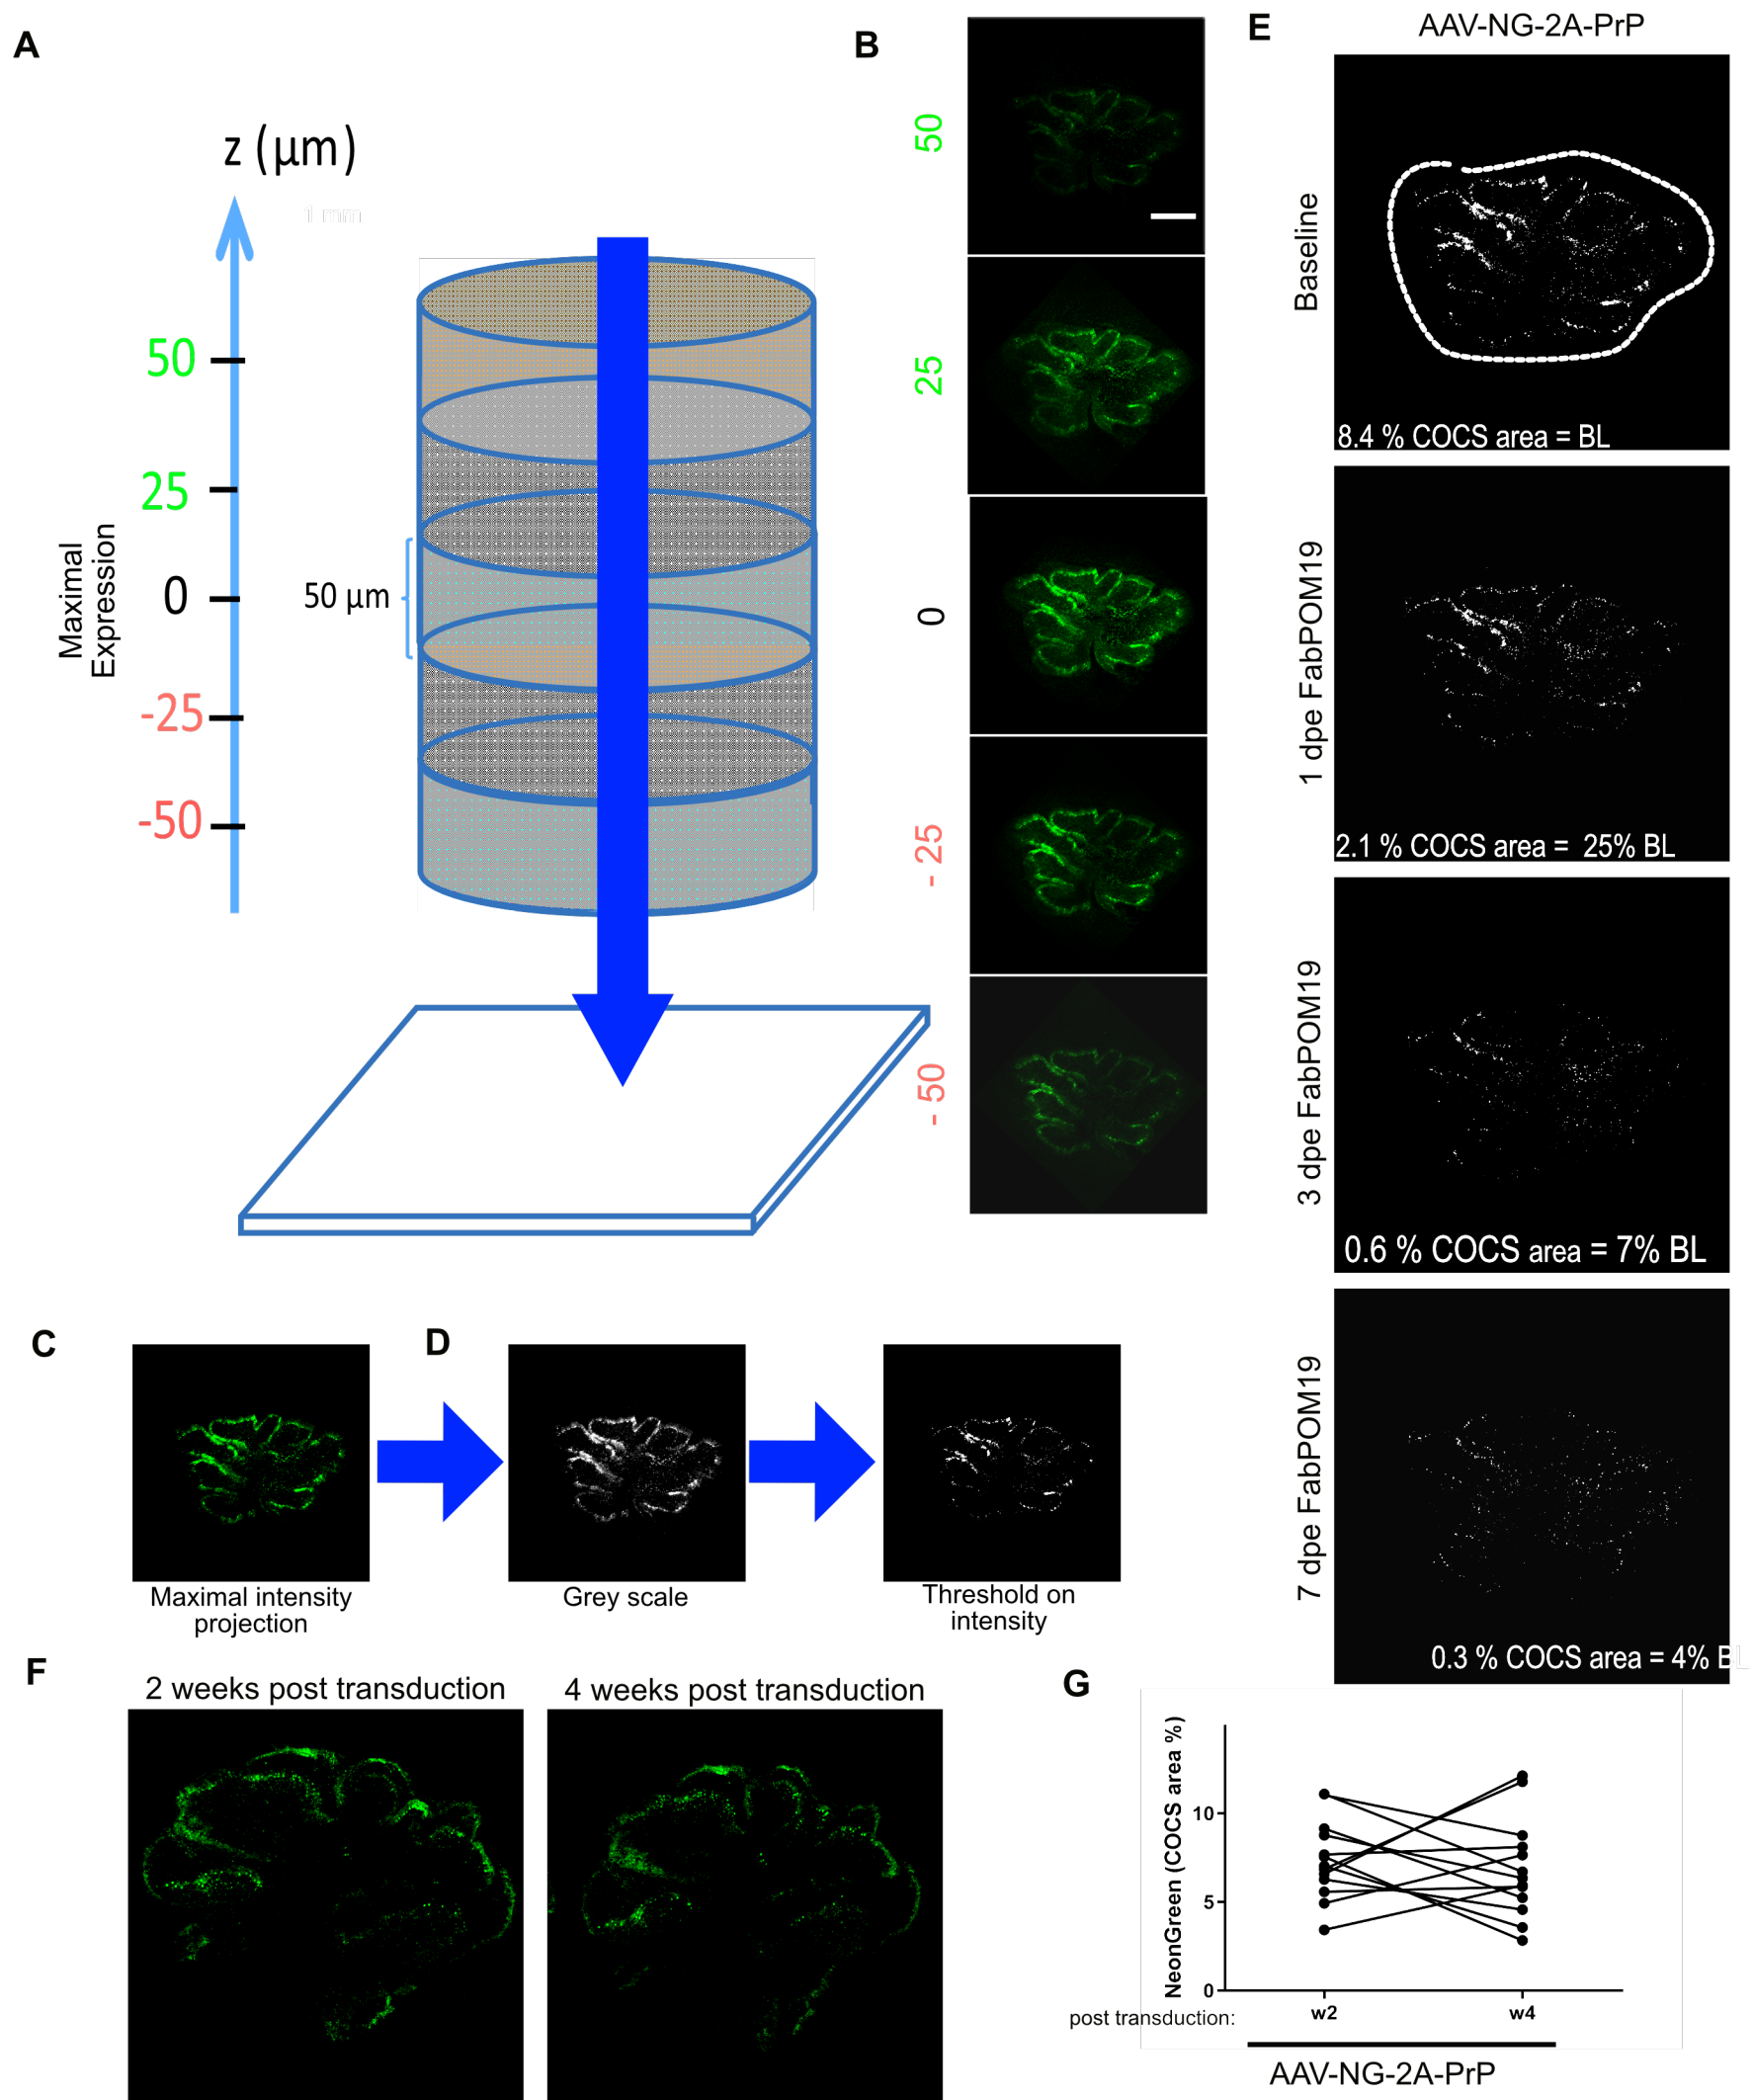 A
z (µm)
1 mm
50
25
0
-25
-50
Maximal
Expression
50 µm
B
50
25
0
- 25
- 50
E
AAV-NG-2A-PrP
Baseline
8.4 % COCS area = BL
1 dpe FabPOM19
2.1 % COCS area = 25% BL
3 dpe FabPOM19
0.6 % COCS area = 7% BL
7 dpe FabPOM19
0.3 % COCS area = 4% BL
C
Maximal intensity
projection
D
Grey scale
Threshold on
intensity
F
2 weeks post transduction
4 weeks post transduction
G
NeonGreen (COCS area %)
10
5
0
post transduction:
w2
w4
AAV-NG-2A-PrP